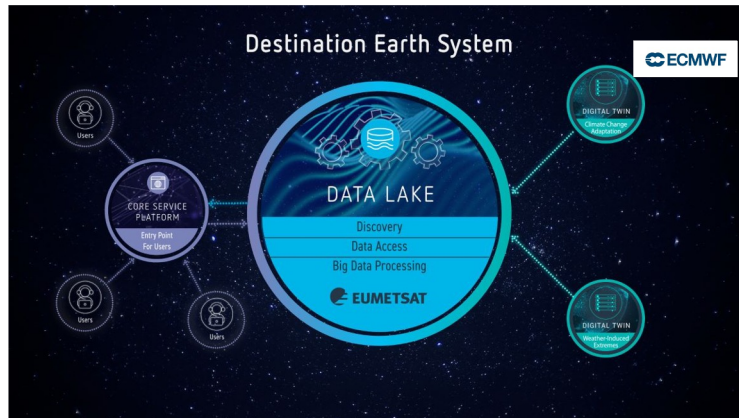 Destination Earth System
ECMWF
Users
CORE SERVICE
PLATFORM
Entry Point
For Users
Users
Users
DATA LAKE
Discovery
Data Access
Big Data Processing
EUMETSAT
DIGITAL TWIN
Climate Change
Adaptation
DIGITAL TWIN
Weather-Induced
Extremes